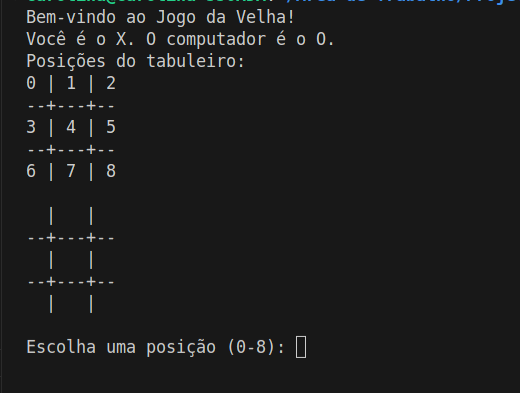 Bem-vindo ao Jogo da Velha!
Você é o X. O computador é o O.
Posições do tabuleiro:
0 | 1 | 2
--+---+--
3 | 4 | 5
--+---+--
6 | 7 | 8
  |   |
--+---+--
  |   |
--+---+--
  |   |
Escolha uma posição (0-8):